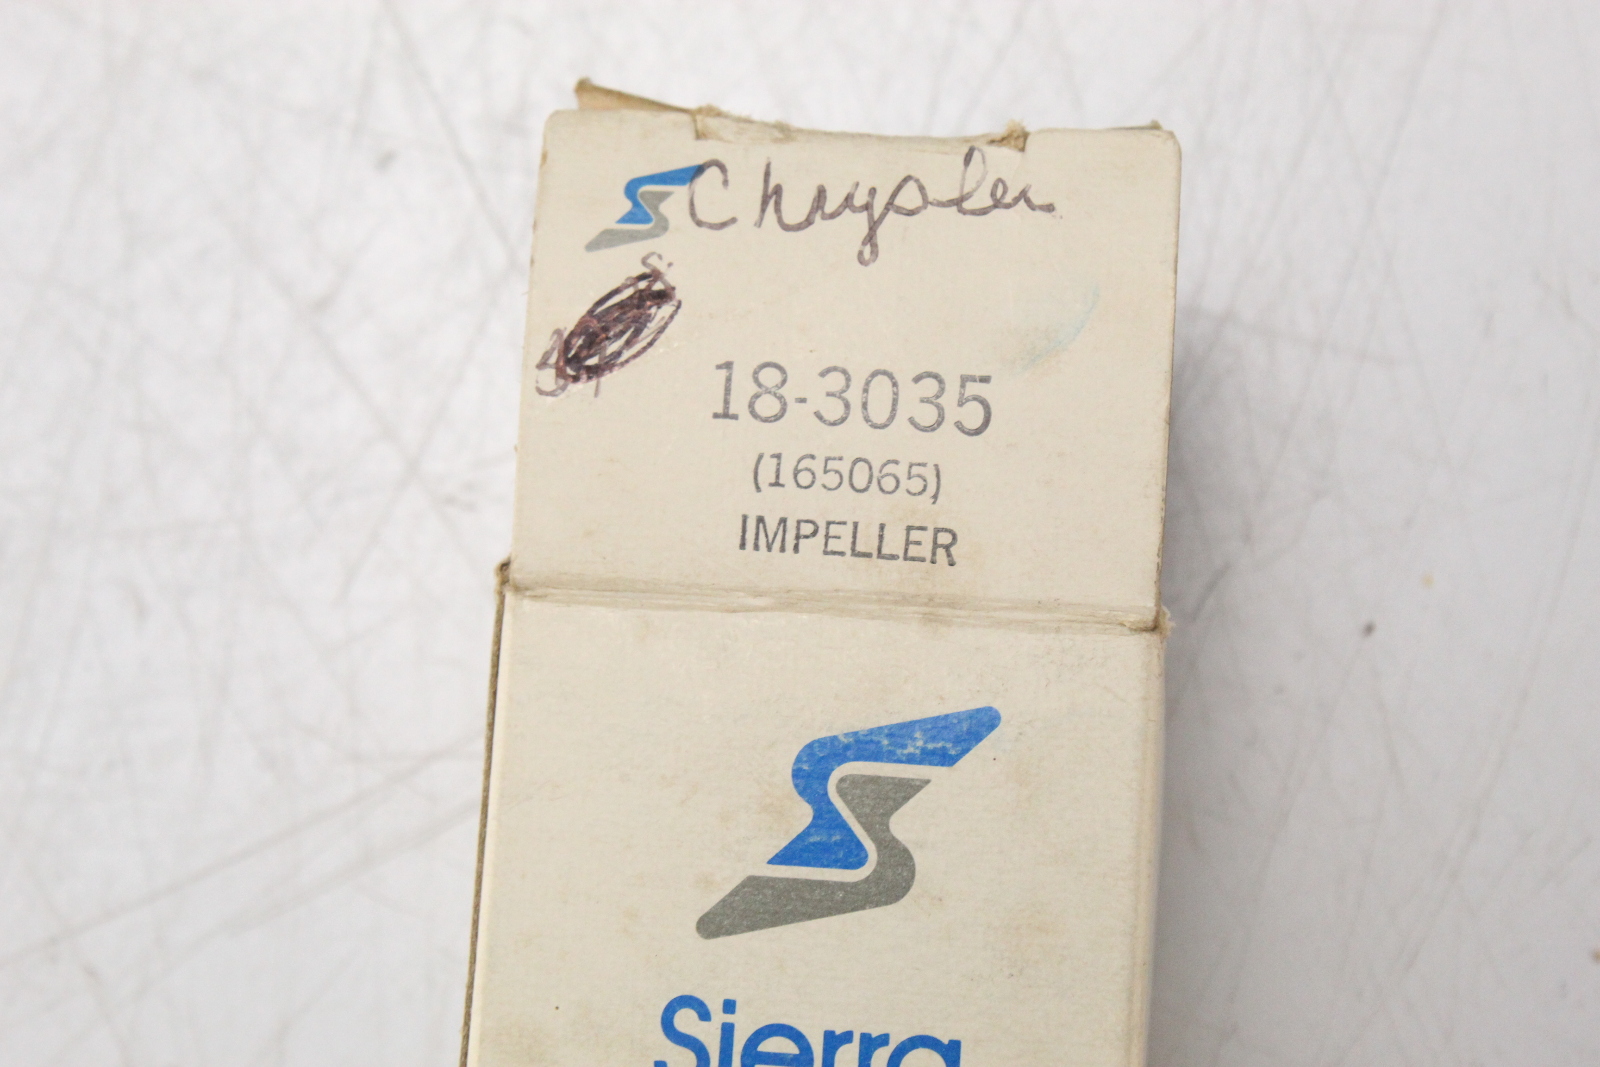 Chrysler
18-3035
(165065)
IMPELLER
Sierra